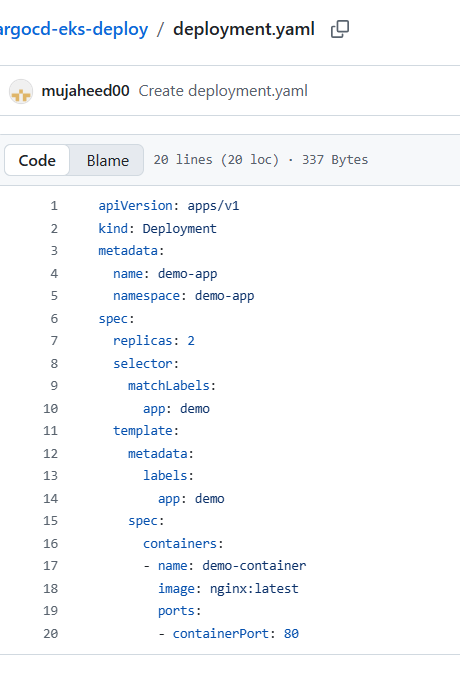 argocd-eks-deploy / deployment.yaml
mujaheed00 Create deployment.yaml
Code Blame 20 lines (20 loc) · 337 Bytes
1 apiVersion: apps/v1
2 kind: Deployment
3 metadata:
4   name: demo-app
5   namespace: demo-app
6 spec:
7   replicas: 2
8   selector:
9     matchLabels:
10       app: demo
11   template:
12     metadata:
13       labels:
14         app: demo
15     spec:
16       containers:
17       - name: demo-container
18         image: nginx:latest
19         ports:
20         - containerPort: 80